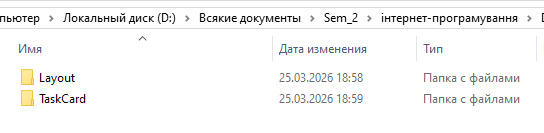 пьютер > Локальный диск (D:) > Всякие документы > Sem_2 > інтернет-програмування >
Имя Дата изменения Тип
Layout 25.03.2026 18:58 Папка с файлами
TaskCard 25.03.2026 18:59 Папка с файлами